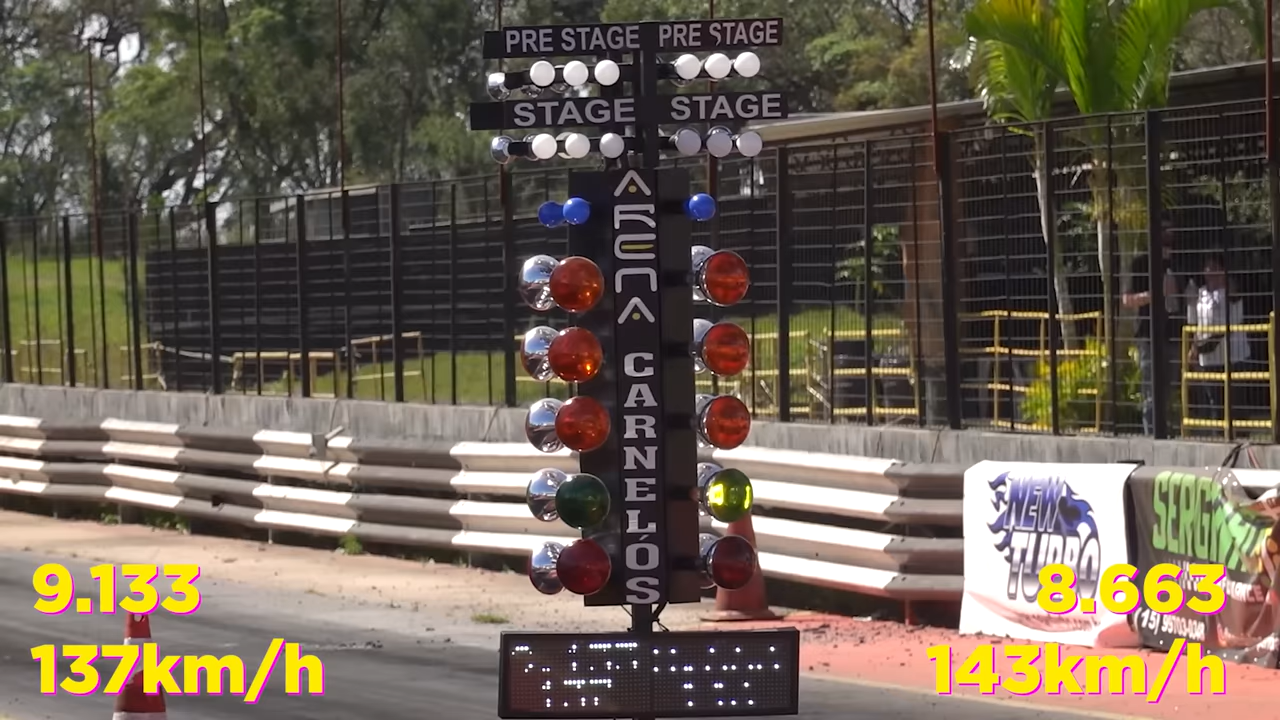 PRE STAGE PRE STAGE
STAGE STAGE
ARENA CARNELÓS
NEW
TURBO
9.133
137km/h
8.663
143km/h